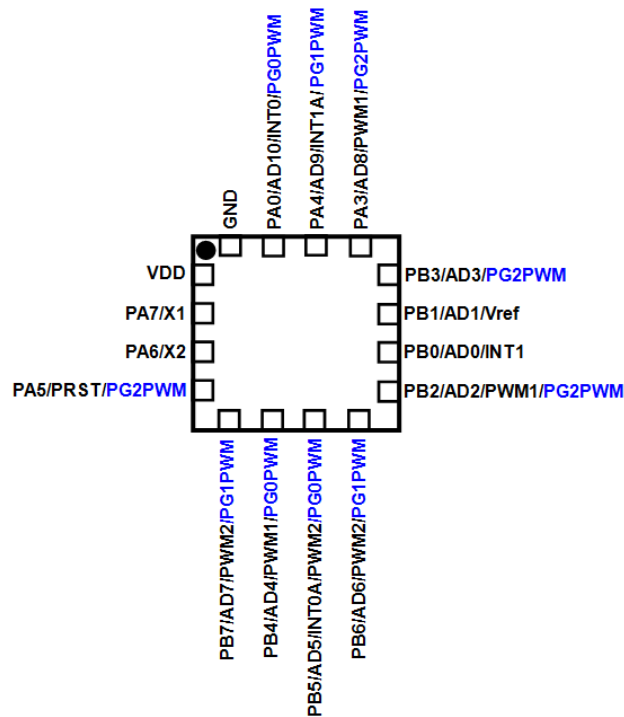 GND
PA0/AD10/INT0/PG0PWM
PA4/AD9/INT1A/ PG1PWM
PA3/AD8/PWM1/PG2PWM
VDD
PA7/X1
PA6/X2
PA5/PRST/PG2PWM
PB3/AD3/PG2PWM
PB1/AD1/Vref
PB0/AD0/INT1
PB2/AD2/PWM1/PG2PWM
PB7/AD7/PWM2/PG1PWM
PB4/AD4/PWM1/PG0PWM
PB5/AD5/INT0A/PWM2/PG0PWM
PB6/AD6/PWM2/PG1PWM